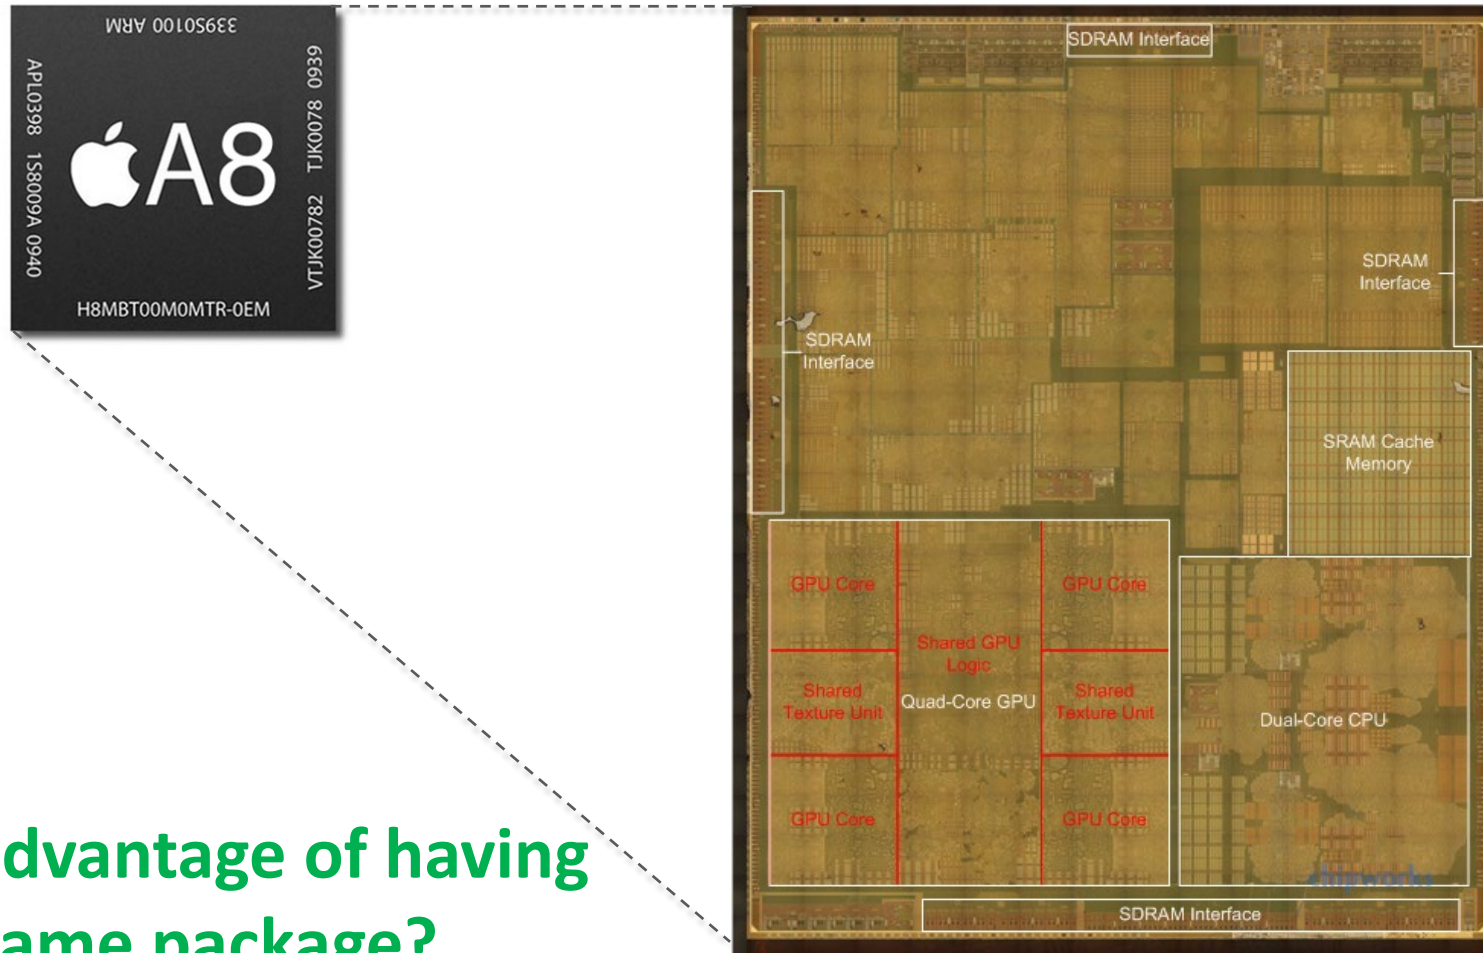 339S0100 ARM
APL0398 1S8009A 0940
A8
VTJK00782 TJK0078 0939
H8MBT00M0MTR-0EM
SDRAM Interface
SDRAM
Interface
SDRAM
Interface
SRAM Cache
Memory
GPU Core
GPU Core
Shared GPU
Logic
Shared
Texture Unit
Quad-Core GPU
Shared
Texture Unit
Dual-Core CPU
GPU Core
GPU Core
chipworks
SDRAM Interface
dvantage of having
ame package?